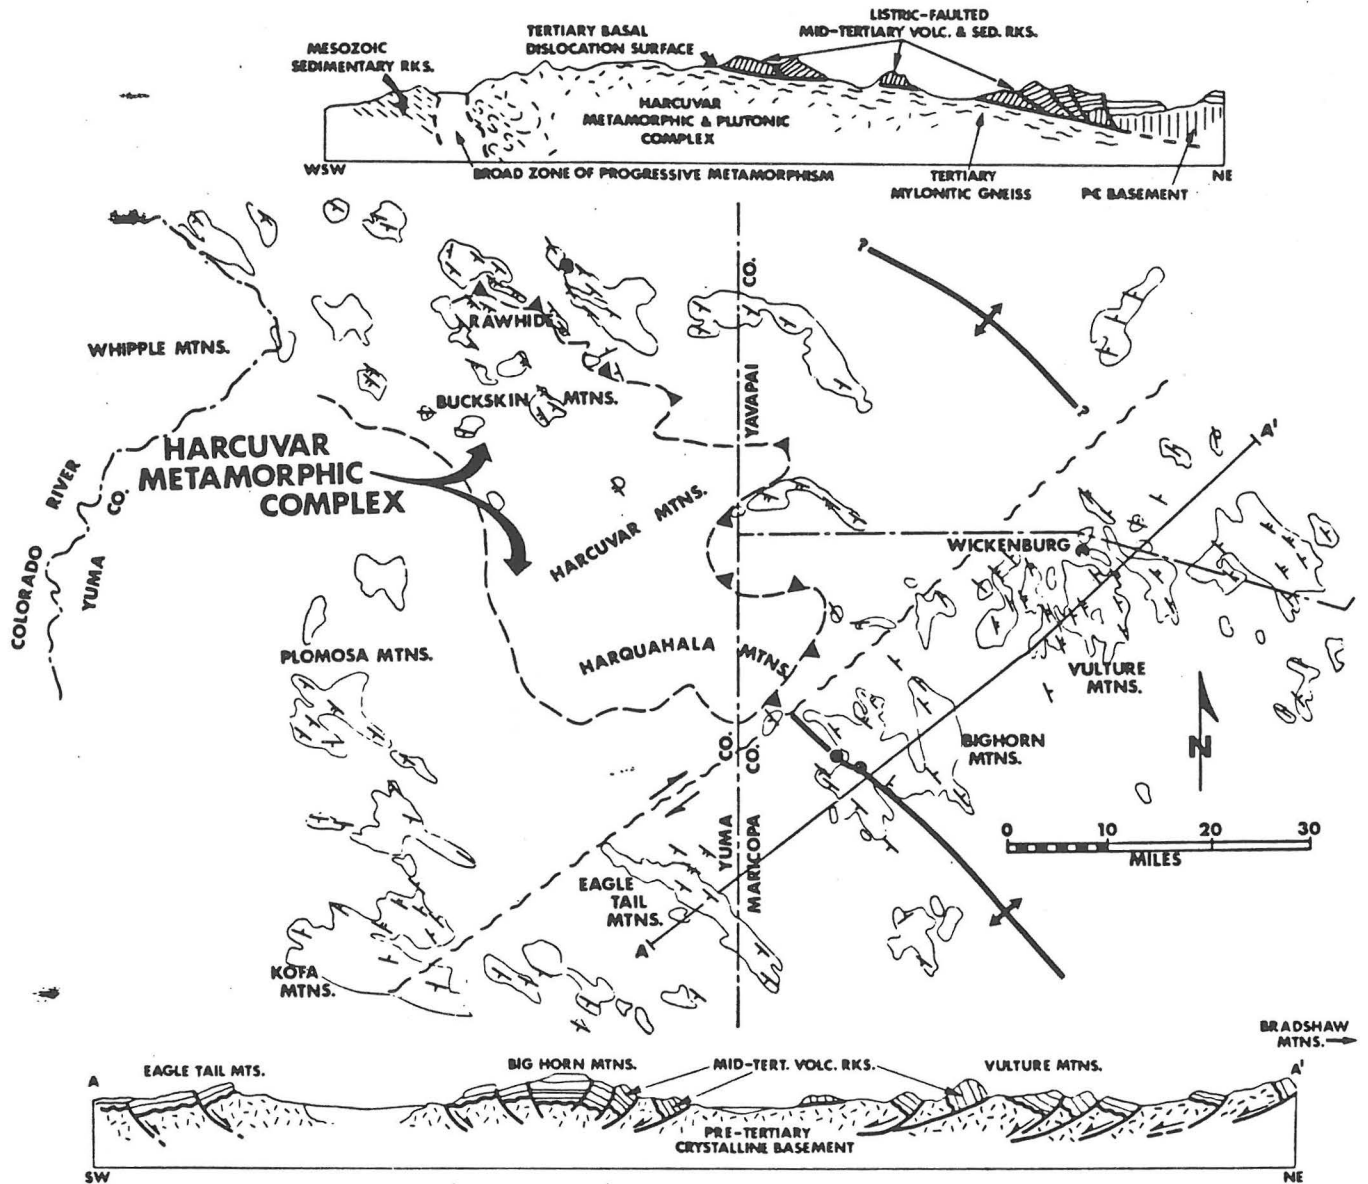 LISTRIC-FAULTED
MID-TERTIARY VOLC. & SED. RKS.
TERTIARY BASAL
DISLOCATION SURFACE
MESOZOIC
SEDIMENTARY RKS.
HARCUVAR
METAMORPHIC & PLUTONIC
COMPLEX
WSW
BROAD ZONE OF PROGRESSIVE METAMORPHISM
TERTIARY
MYLONITIC GNEISS
PC BASEMENT
NE
?
CO.
RAWHIDE
WHIPPLE MTNS.
YAVAPAI
BUCKSKIN MTNS.
?
A'
HARCUVAR
METAMORPHIC
COMPLEX
RIVER
CO.
HARCUVAR MTNS.
WICKENBURG
COLORADO
YUMA
HARQUAHALA MTNS.
PLOMOSA MTNS.
VULTURE
MTNS.
N
BIGHORN
MTNS.
CO.
CO.
0 10 20 30
MILES
YUMA
MARICOPA
EAGLE
TAIL
MTNS.
A
KOFA
MTNS.
BRADSHAW
MTNS.
A
EAGLE TAIL MTS.
BIG HORN MTNS.
MID-TERT. VOLC. RKS.
VULTURE MTNS.
A'
PRE-TERTIARY
CRYSTALLINE BASEMENT
SW
NE